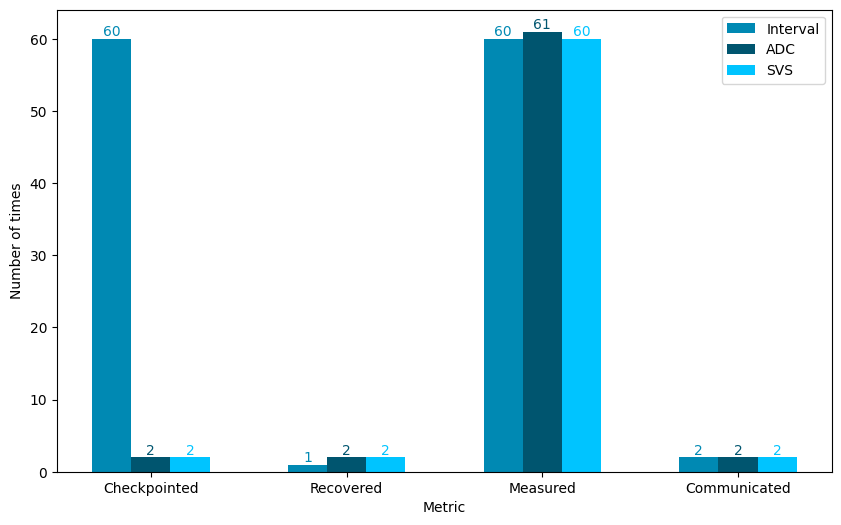 60 61 60
60
2 2
1 2 2
2 2 2
Interval
ADC
SVS
60
50
40
30
20
10
0
Number of times
Checkpointed Recovered Measured Communicated
Metric